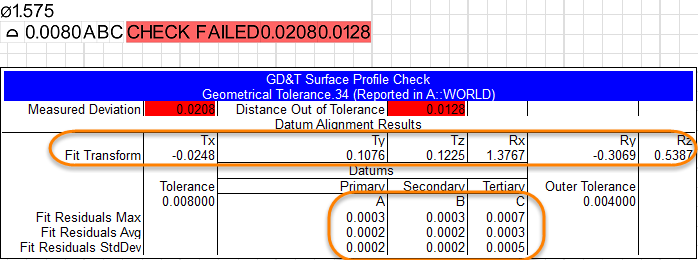 ⌀1.575
⌓ 0.0080ABC CHECK FAILED0.02080.0128
GD&T Surface Profile Check
Geometrical Tolerance.34 (Reported in A::WORLD)
Measured Deviation 0.0208 Distance Out of Tolerance 0.0128
Datum Alignment Results
Tx Ty Tz Rx Ry Rz
Fit Transform -0.0248 0.1076 0.1225 1.3767 -0.3069 0.5387
Datums
Tolerance Primary Secondary Tertiary Outer Tolerance
0.008000 A B C 0.004000
Fit Residuals Max 0.0003 0.0003 0.0007
Fit Residuals Avg 0.0002 0.0002 0.0003
Fit Residuals StdDev 0.0002 0.0002 0.0005